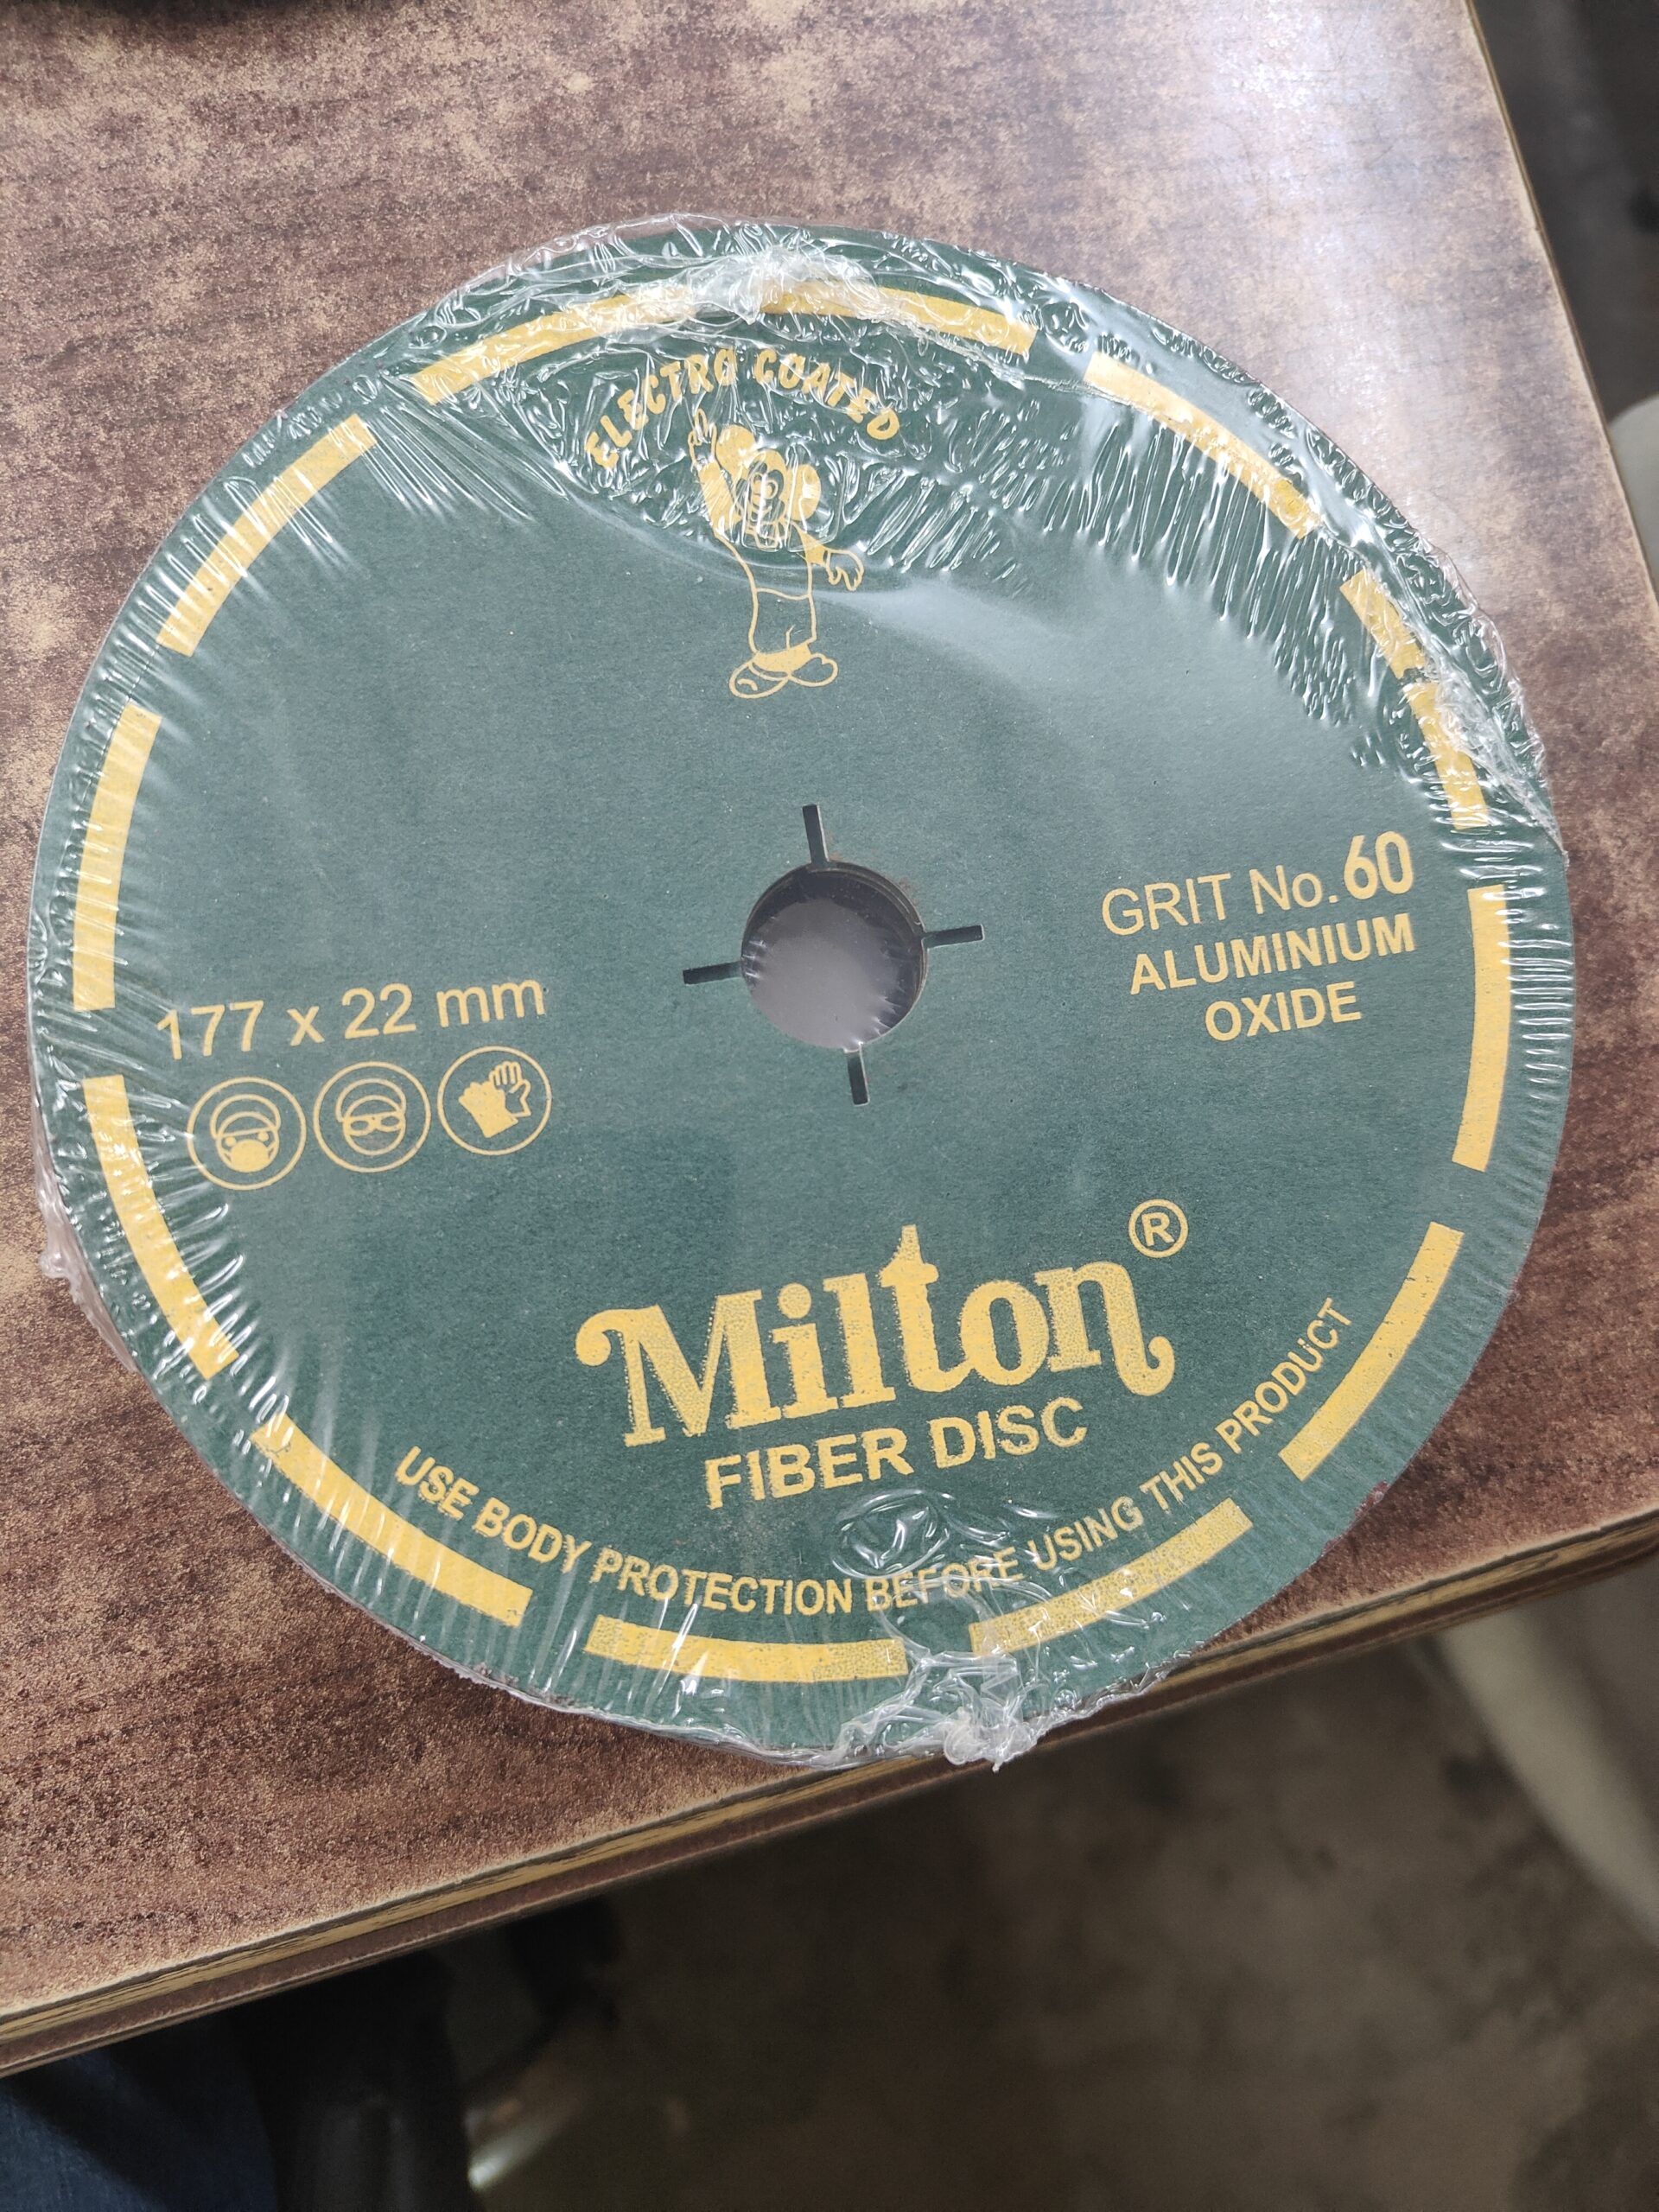 ELECTRO COATED
GRIT No. 60
ALUMINIUM
OXIDE
177 x 22 mm
Milton®
FIBER DISC
USE BODY PROTECTION BEFORE USING THIS PRODUCT